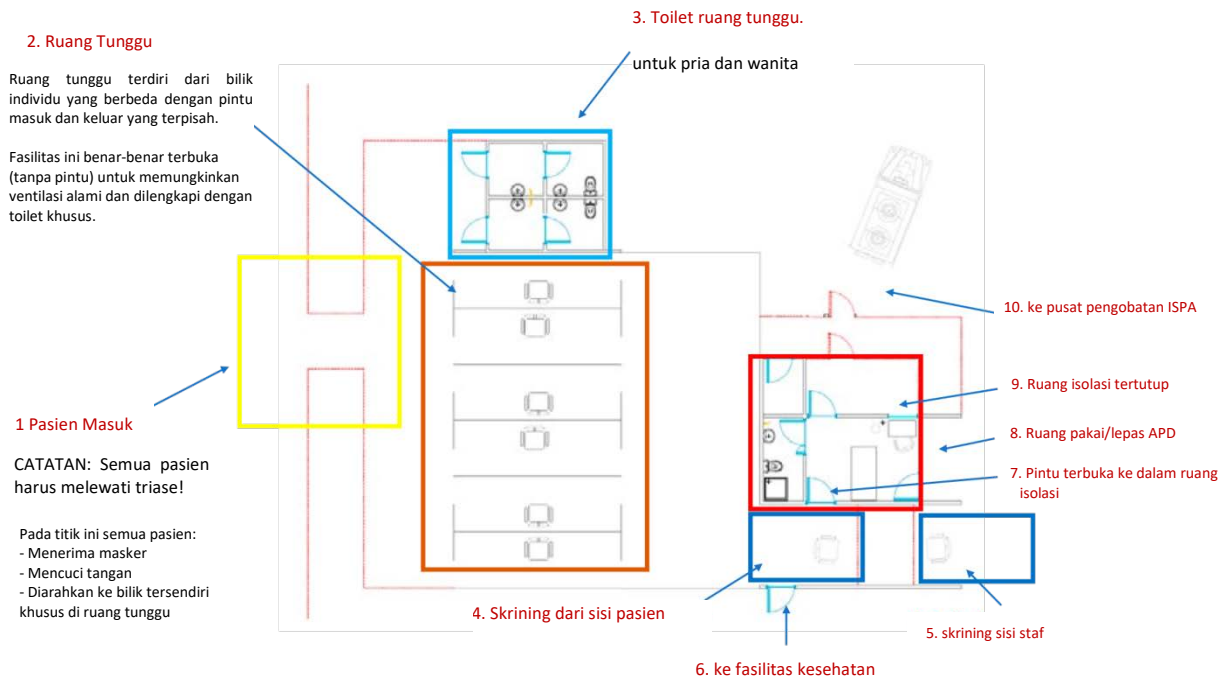 2. Ruang Tunggu
Ruang tunggu terdiri dari bilik
individu yang berbeda dengan pintu
masuk dan keluar yang terpisah.
Fasilitas ini benar-benar terbuka
(tanpa pintu) untuk memungkinkan
ventilasi alami dan dilengkapi dengan
toilet khusus.
3. Toilet ruang tunggu.
untuk pria dan wanita
1 Pasien Masuk
CATATAN: Semua pasien
harus melewati triase!
Pada titik ini semua pasien:
- Menerima masker
- Mencuci tangan
- Diarahkan ke bilik tersendiri
khusus di ruang tunggu
10. ke pusat pengobatan ISPA
9. Ruang isolasi tertutup
8. Ruang pakai/lepas APD
7. Pintu terbuka ke dalam ruang
isolasi
4. Skrining dari sisi pasien
5. skrining sisi staf
6. ke fasilitas kesehatan